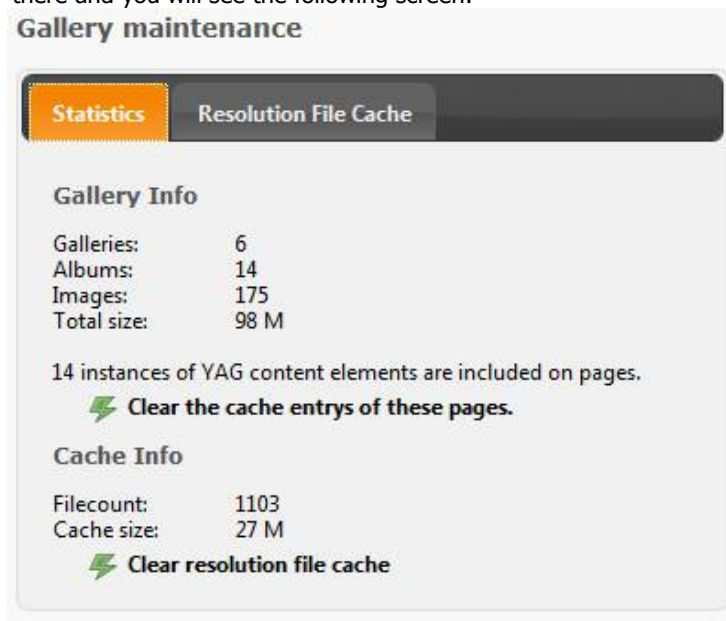 there and you will see the following screen.
Gallery maintenance
Statistics Resolution File Cache
Gallery Info
Galleries: 6
Albums: 14
Images: 175
Total size: 98 M
14 instances of YAG content elements are included on pages.
Clear the cache entrys of these pages.
Cache Info
Filecount: 1103
Cache size: 27 M
Clear resolution file cache